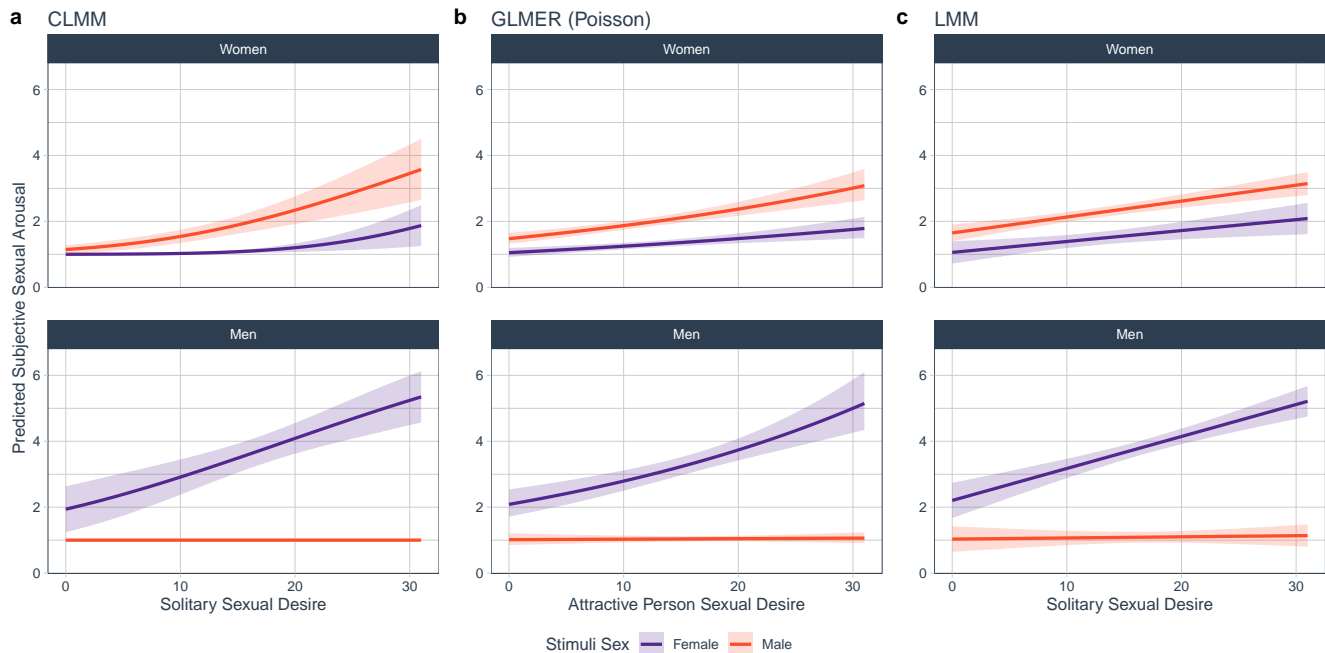 a CLMM
b GLMER (Poisson)
c LMM
Women
Women
Women
6
4
2
0
6
4
2
0
6
4
2
0
Predicted Subjective Sexual Arousal
Men
Men
Men
6
4
2
0
6
4
2
0
6
4
2
0
0 10 20 30
0 10 20 30
0 10 20 30
Solitary Sexual Desire
Attractive Person Sexual Desire
Solitary Sexual Desire
Stimuli Sex Female Male